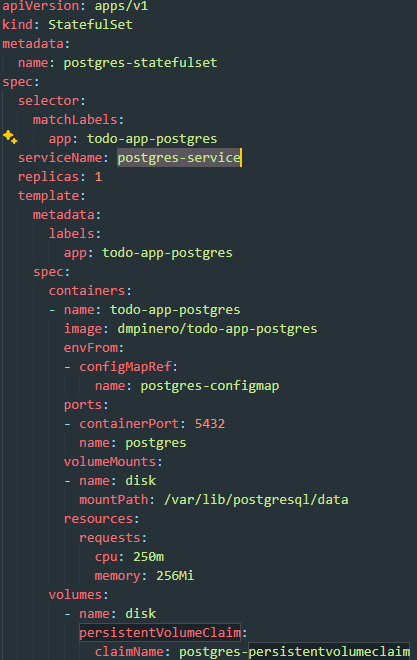 apiVersion: apps/v1
kind: StatefulSet
metadata:
  name: postgres-statefulset
spec:
  selector:
    matchLabels:
      app: todo-app-postgres
  serviceName: postgres-service
  replicas: 1
  template:
    metadata:
      labels:
        app: todo-app-postgres
    spec:
      containers:
      - name: todo-app-postgres
        image: dmpinero/todo-app-postgres
        envFrom:
        - configMapRef:
            name: postgres-configmap
        ports:
        - containerPort: 5432
          name: postgres
        volumeMounts:
        - name: disk
          mountPath: /var/lib/postgresql/data
        resources:
          requests:
            cpu: 250m
            memory: 256Mi
      volumes:
        - name: disk
          persistentVolumeClaim:
            claimName: postgres-persistentvolumeclaim